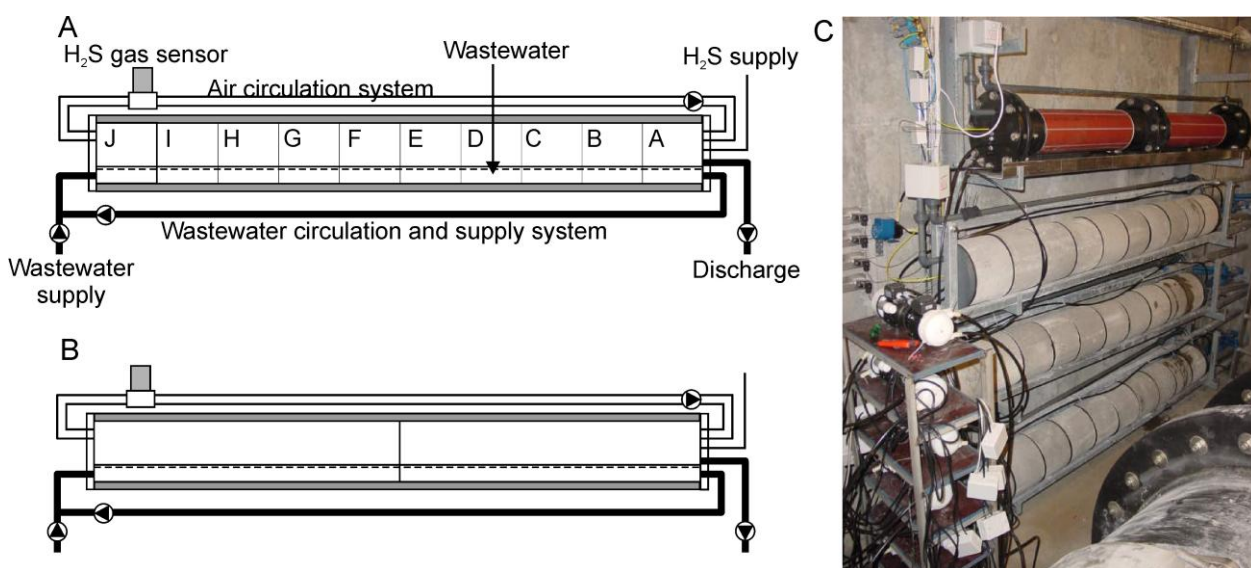 A
H₂S gas sensor
Wastewater
H₂S supply
Air circulation system
J I H G F E D C B A
Wastewater circulation and supply system
Wastewater
supply
Discharge
B
C